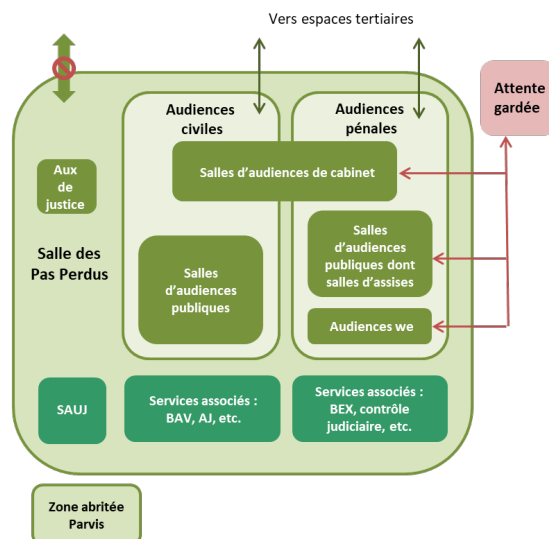 Vers espaces tertiaires
Attente
gardée
Audiences
civiles
Audiences
pénales
Salles d'audiences de cabinet
Aux
de
justice
Salle des
Pas Perdus
Salles
d'audiences
publiques
Salles
d'audiences
publiques dont
salles d'assises
Audiences we
SAUJ
Services associés :
BAV, AJ, etc.
Services associés :
BEX, contrôle
judiciaire, etc.
Zone abritée
Parvis